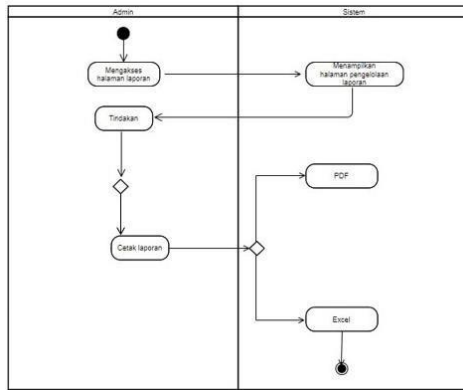 Admin
Sistem
Mengakses
halaman laporan
Menampilkan
halaman pengelolaan
laporan
Tindakan
PDF
Cetak laporan
Excel